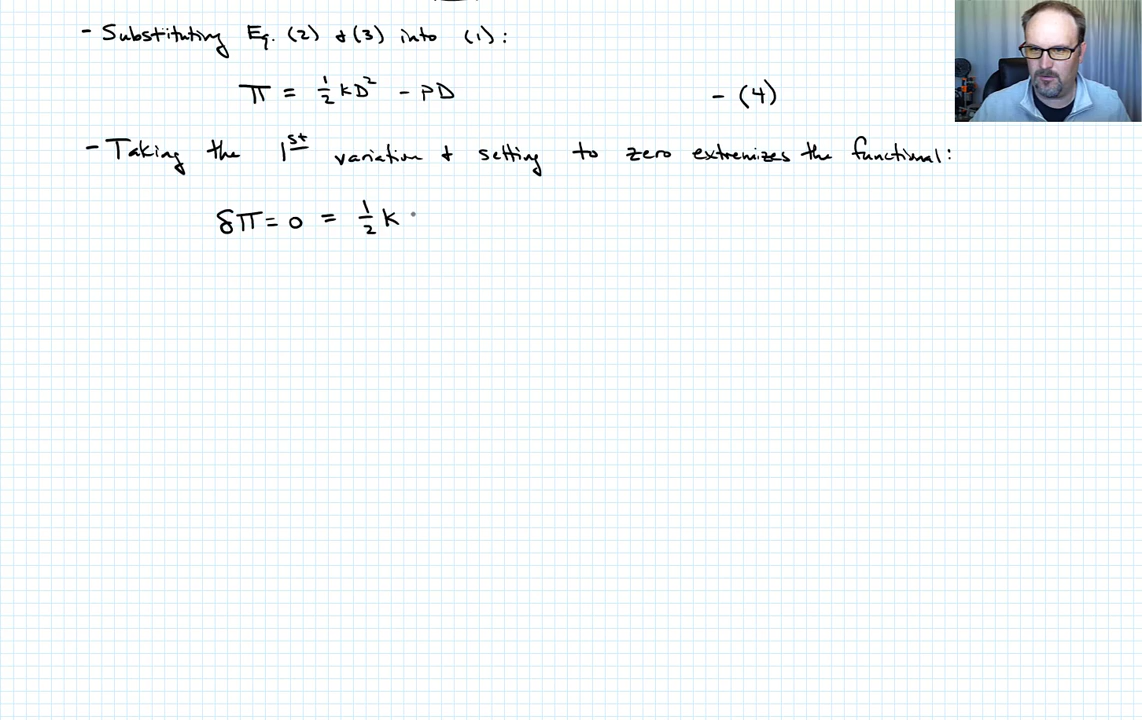 - Substituting Eq. (2) & (3) into (1):
π = ½ kD² - PD - (4)
- Taking the 1st variation & setting to zero extremizes the functional:
δπ = 0 = ½ k